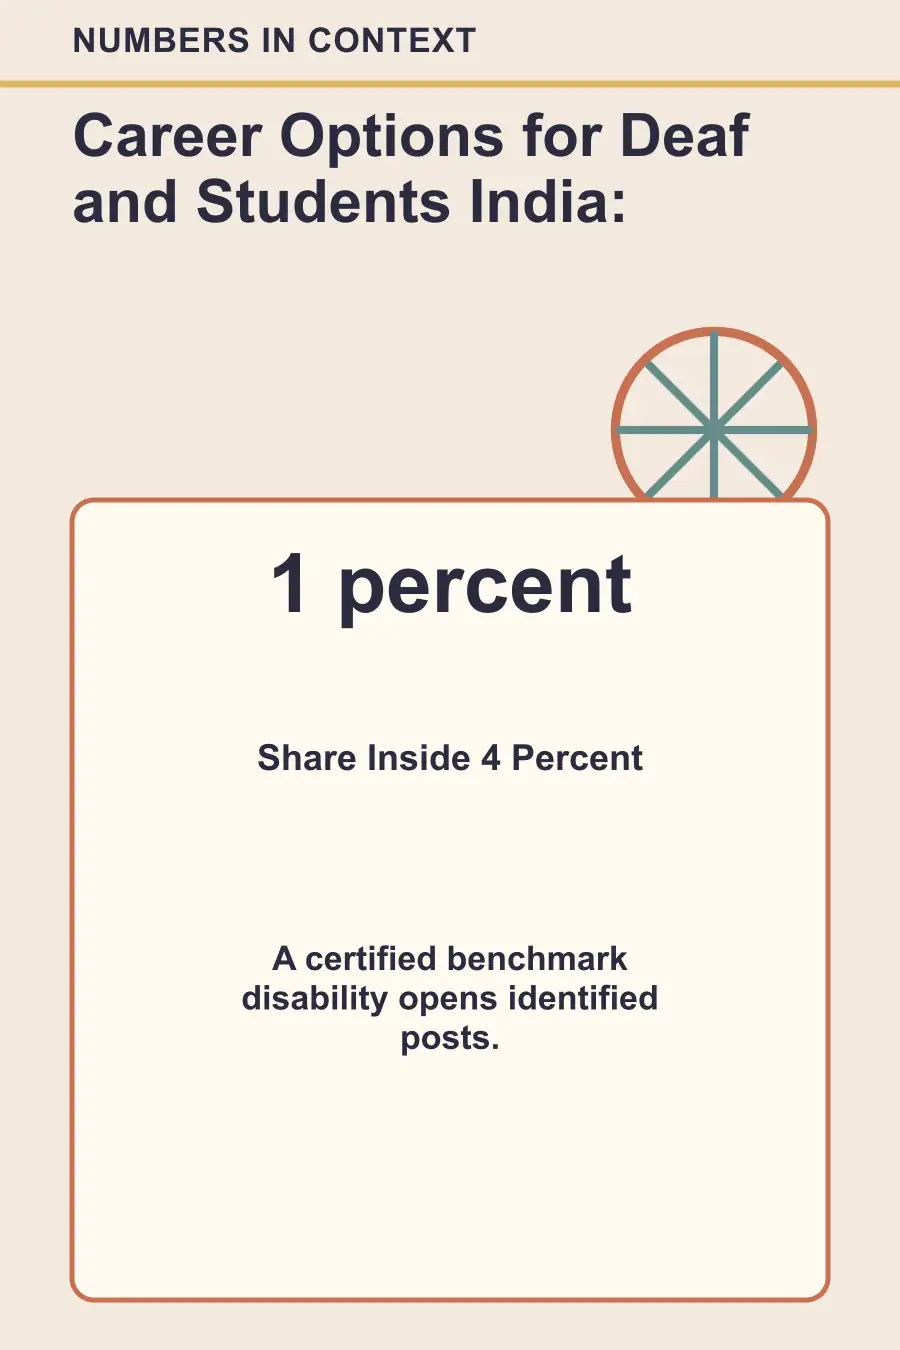 NUMBERS IN CONTEXT
Career Options for Deaf
and Students India:
1 percent
Share Inside 4 Percent
A certified benchmark
disability opens identified
posts.